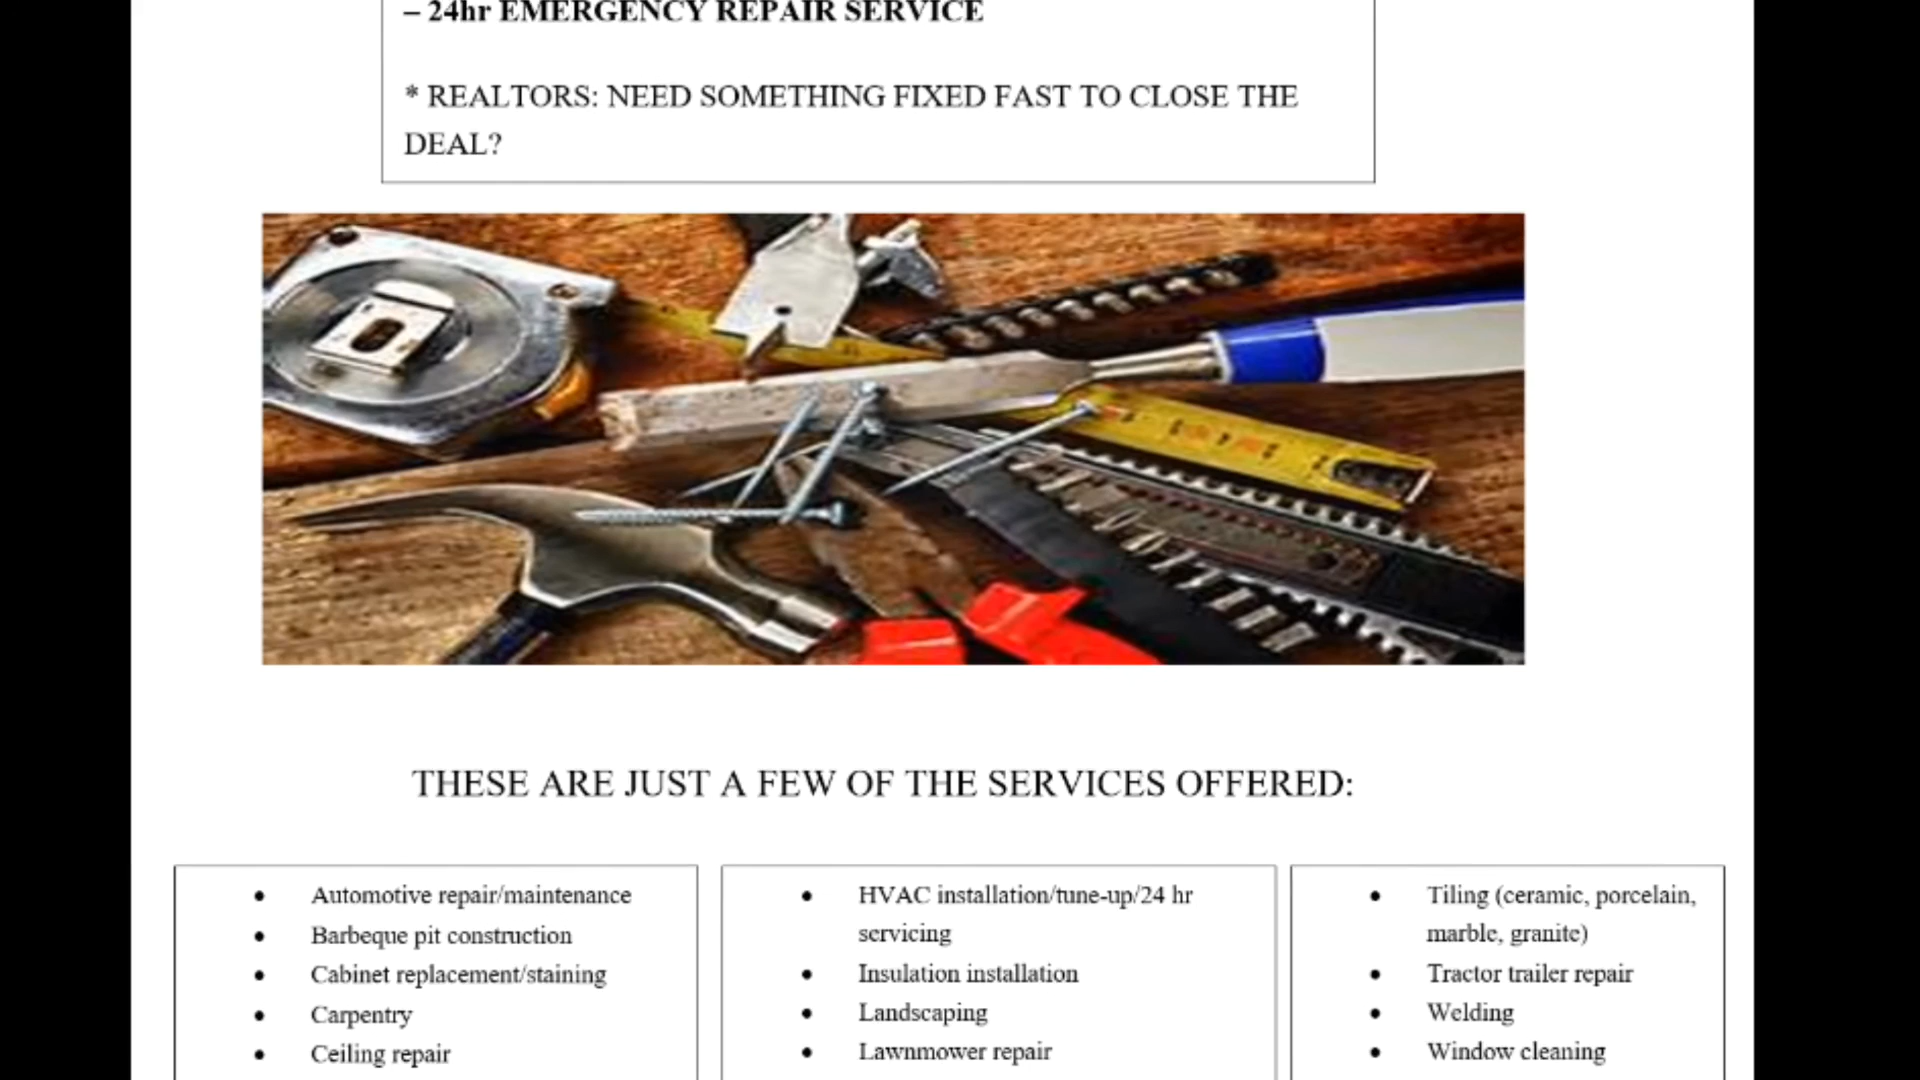 – 24hr EMERGENCY REPAIR SERVICE
* REALTORS: NEED SOMETHING FIXED FAST TO CLOSE THE
DEAL?
THESE ARE JUST A FEW OF THE SERVICES OFFERED:
• Automotive repair/maintenance
• Barbeque pit construction
• Cabinet replacement/staining
• Carpentry
• Ceiling repair
• HVAC installation/tune-up/24 hr
servicing
• Insulation installation
• Landscaping
• Lawnmower repair
• Tiling (ceramic, porcelain,
marble, granite)
• Tractor trailer repair
• Welding
• Window cleaning